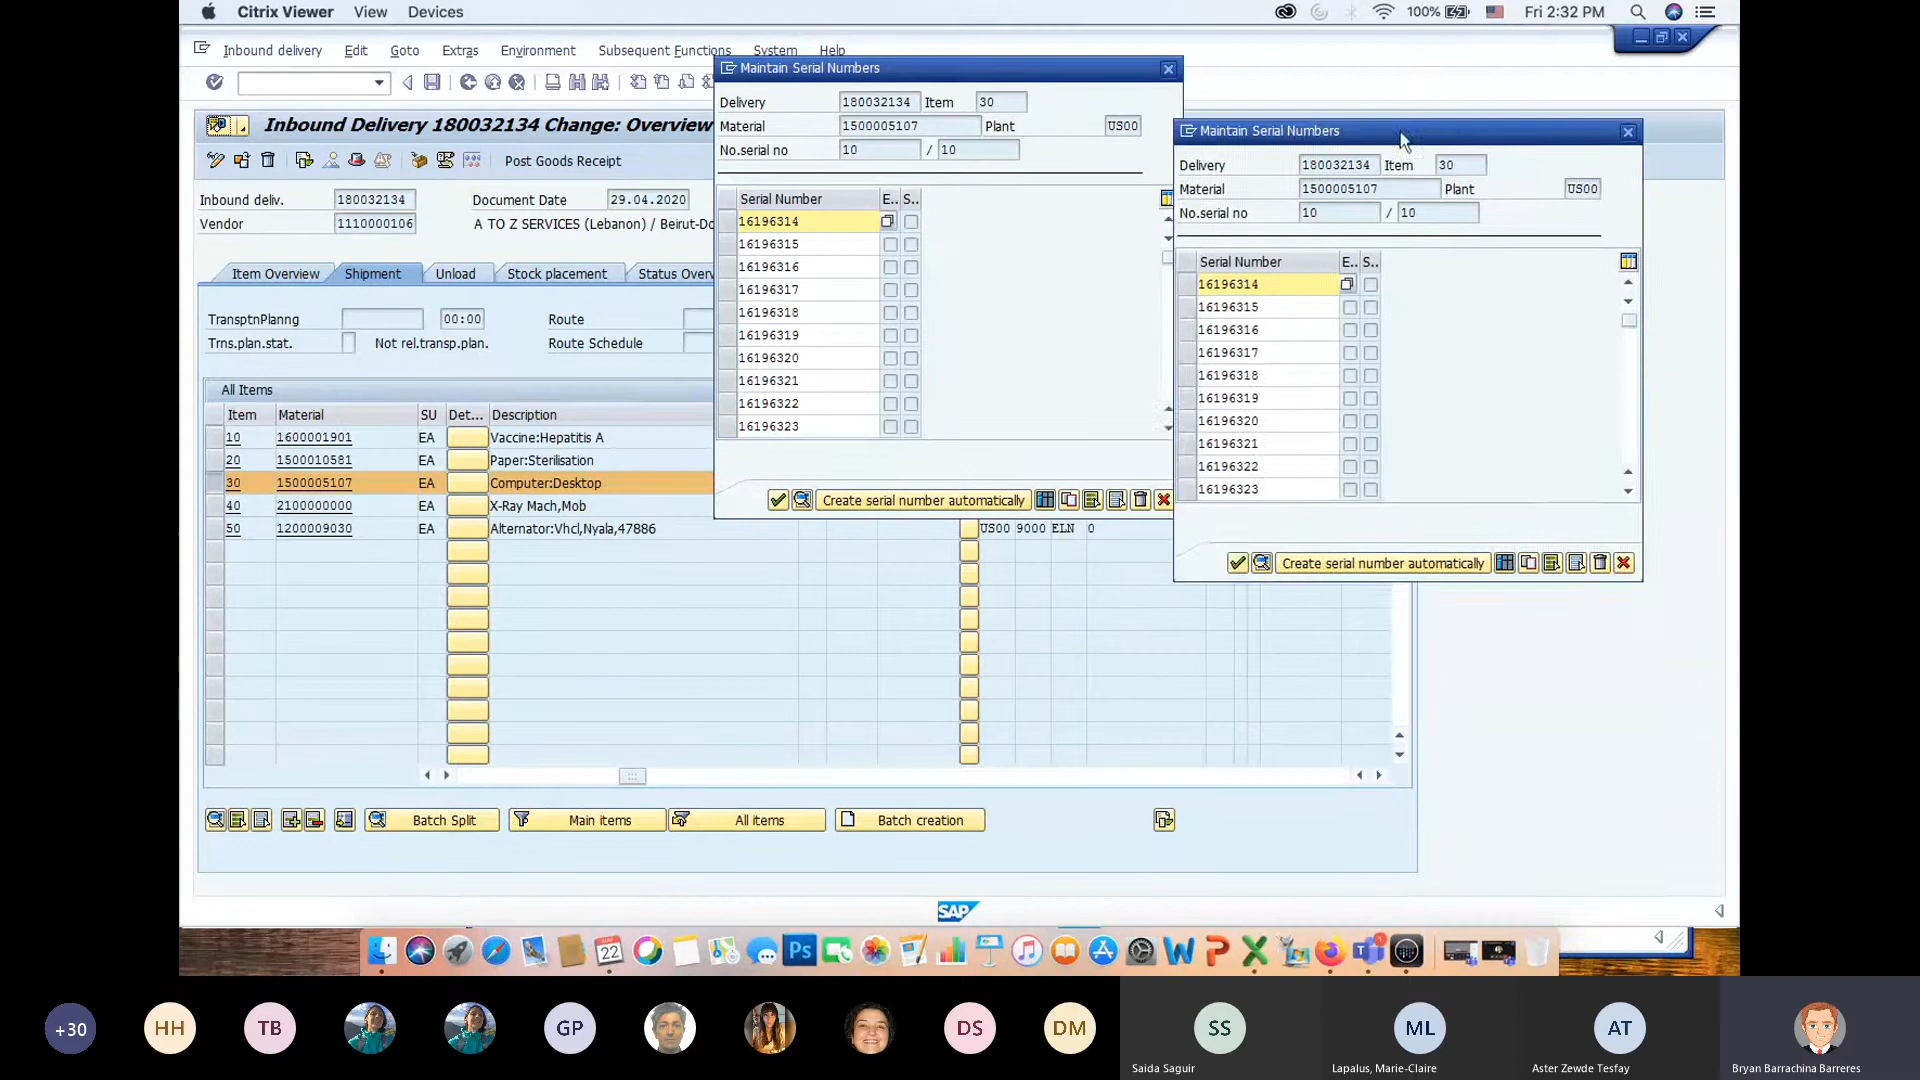 Citrix Viewer View Devices
100% Fri 2:32 PM
Inbound delivery Edit Goto Extras Environment Subsequent Functions System Help
Inbound Delivery 180032134 Change: Overview
Post Goods Receipt
Inbound deliv. 180032134 Document Date 29.04.2020
Vendor 1110000106 A TO Z SERVICES (Lebanon) / Beirut-Do
Item Overview Shipment Unload Stock placement Status Overv
TransptnPlanng 00:00 Route
Trns.plan.stat. Not rel.transp.plan. Route Schedule
All Items
Item Material SU Det... Description
10 1600001901 EA Vaccine:Hepatitis A
20 1500010581 EA Paper:Sterilisation
30 1500005107 EA Computer:Desktop
40 2100000000 EA X-Ray Mach,Mob
50 1200009030 EA Alternator:Vhcl,Nyala,47886 US00 9000 ELN 0
Batch Split Main items All items Batch creation
SAP
Maintain Serial Numbers
Delivery 180032134 Item 30
Material 1500005107 Plant US00
No.serial no 10 / 10
Serial Number E.. S..
16196314
16196315
16196316
16196317
16196318
16196319
16196320
16196321
16196322
16196323
Create serial number automatically
Maintain Serial Numbers
Delivery 180032134 Item 30
Material 1500005107 Plant US00
No.serial no 10 / 10
Serial Number E.. S..
16196314
16196315
16196316
16196317
16196318
16196319
16196320
16196321
16196322
16196323
Create serial number automatically
22 Ps
+30 HH TB GP DS DM SS ML AT
Saida Saguir Lapalus, Marie-Claire Aster Zewde Tesfay Bryan Barrachina Barreres